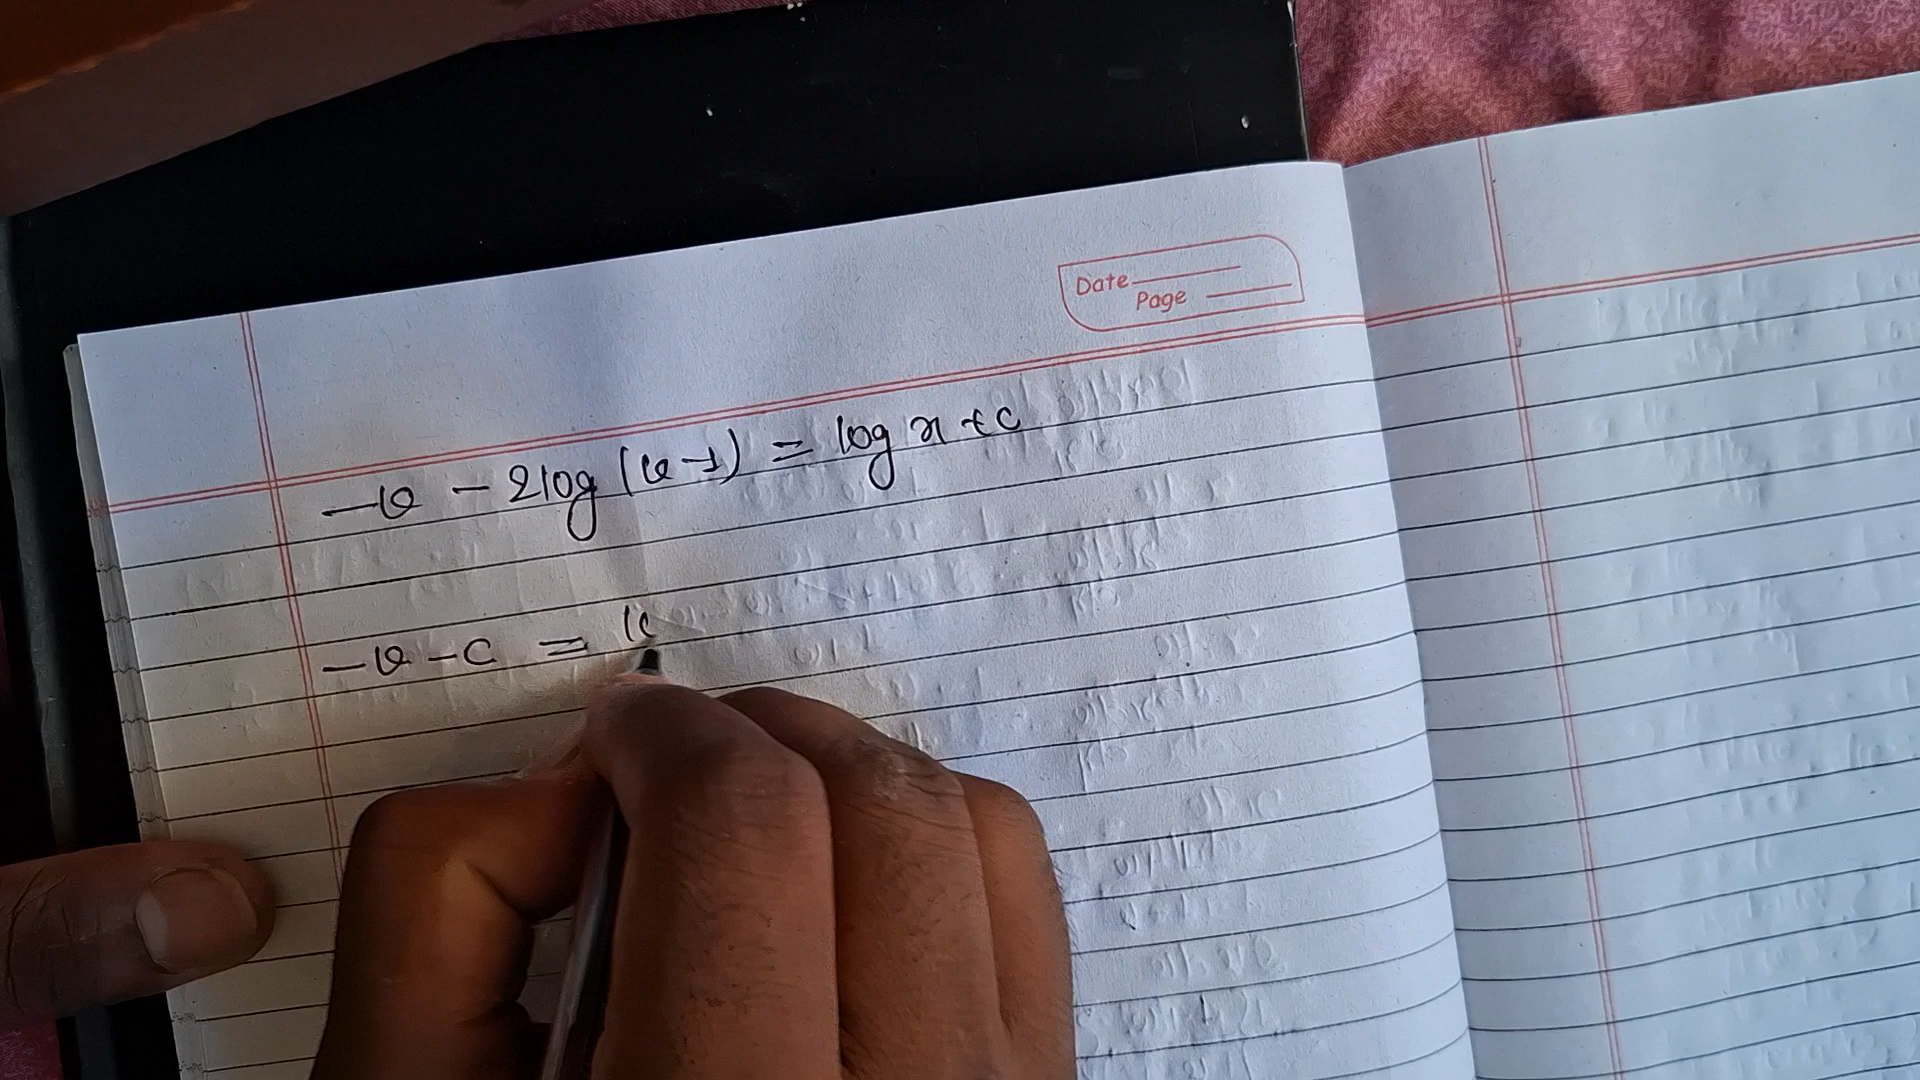 Date
Page
-v - 2log (v-1) = log x + c
-v - c = lo